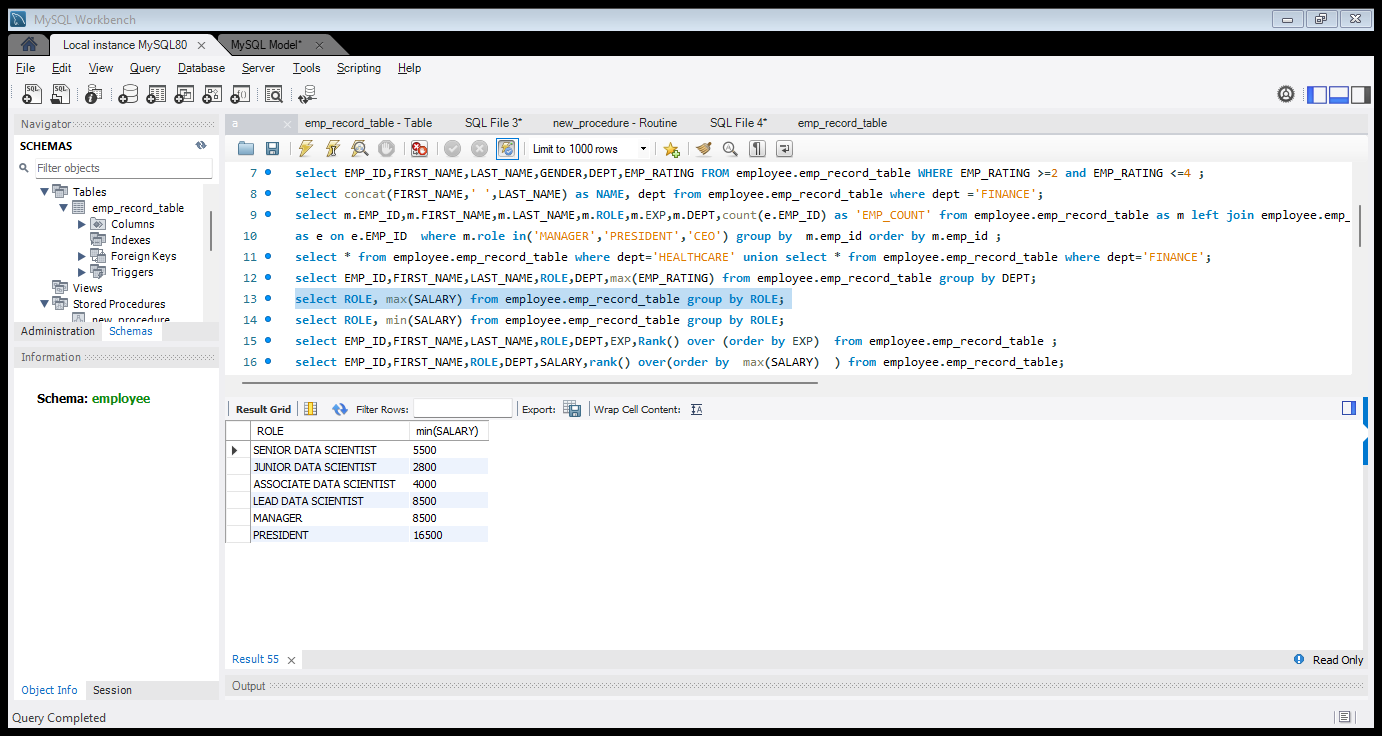 MySQL Workbench
Local instance MySQL80
MySQL Model*
File Edit View Query Database Server Tools Scripting Help
Navigator
SCHEMAS
Filter objects
Tables
emp_record_table
Columns
Indexes
Foreign Keys
Triggers
Views
Stored Procedures
new_procedure
Administration Schemas
Information
Schema: employee
Object Info Session
Query Completed
a emp_record_table - Table SQL File 3* new_procedure - Routine SQL File 4* emp_record_table
Limit to 1000 rows
7 select EMP_ID,FIRST_NAME,LAST_NAME,GENDER,DEPT,EMP_RATING FROM employee.emp_record_table WHERE EMP_RATING >=2 and EMP_RATING <=4 ;
8 select concat(FIRST_NAME,' ',LAST_NAME) as NAME, dept from employee.emp_record_table where dept ='FINANCE';
9 select m.EMP_ID,m.FIRST_NAME,m.LAST_NAME,m.ROLE,m.EXP,m.DEPT,count(e.EMP_ID) as 'EMP_COUNT' from employee.emp_record_table as m left join employee.emp_
10 as e on e.EMP_ID  where m.role in('MANAGER','PRESIDENT','CEO') group by  m.emp_id order by m.emp_id ;
11 select * from employee.emp_record_table where dept='HEALTHCARE' union select * from employee.emp_record_table where dept='FINANCE';
12 select EMP_ID,FIRST_NAME,LAST_NAME,ROLE,DEPT,max(EMP_RATING) from employee.emp_record_table group by DEPT;
13 select ROLE, max(SALARY) from employee.emp_record_table group by ROLE;
14 select ROLE, min(SALARY) from employee.emp_record_table group by ROLE;
15 select EMP_ID,FIRST_NAME,LAST_NAME,ROLE,DEPT,EXP,Rank() over (order by EXP)  from employee.emp_record_table ;
16 select EMP_ID,FIRST_NAME,ROLE,DEPT,SALARY,rank() over(order by  max(SALARY)  ) from employee.emp_record_table;
Result Grid Filter Rows: Export: Wrap Cell Content:
ROLE min(SALARY)
SENIOR DATA SCIENTIST 5500
JUNIOR DATA SCIENTIST 2800
ASSOCIATE DATA SCIENTIST 4000
LEAD DATA SCIENTIST 8500
MANAGER 8500
PRESIDENT 16500
Result 55
Read Only
Output